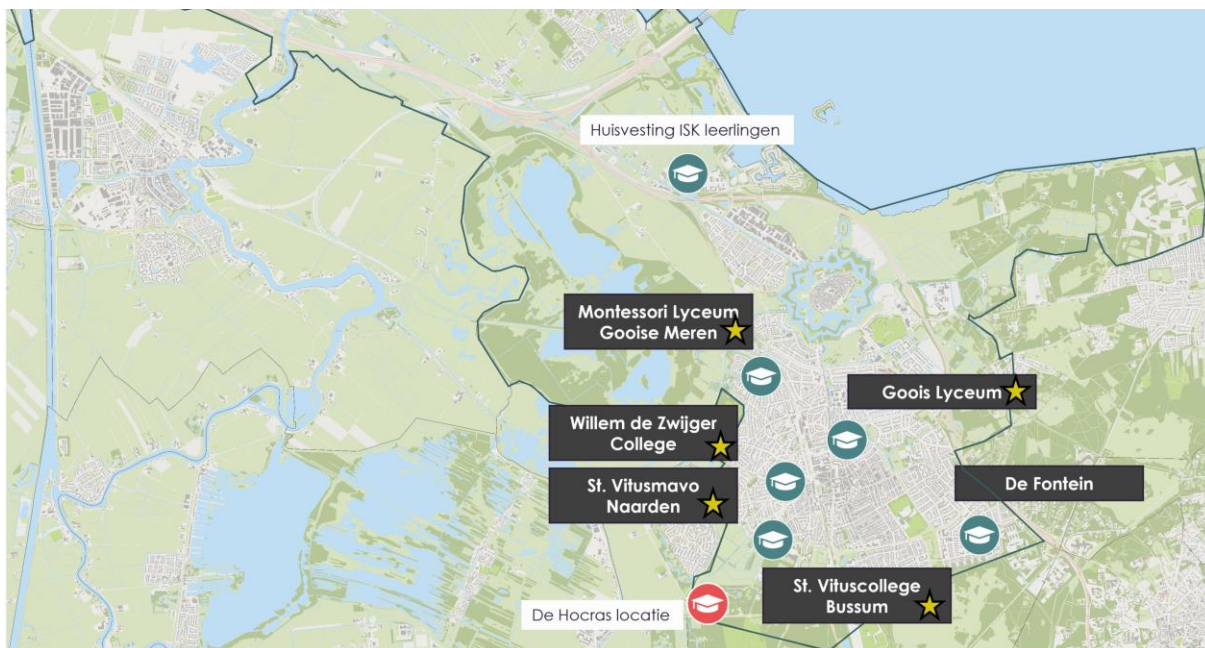 Huisvesting ISK leerlingen
Montessori Lyceum
Gooise Meren
Goois Lyceum
Willem de Zwijger
College
De Fontein
St. Vitusmavo
Naarden
St. Vituscollege
Bussum
De Hocras locatie